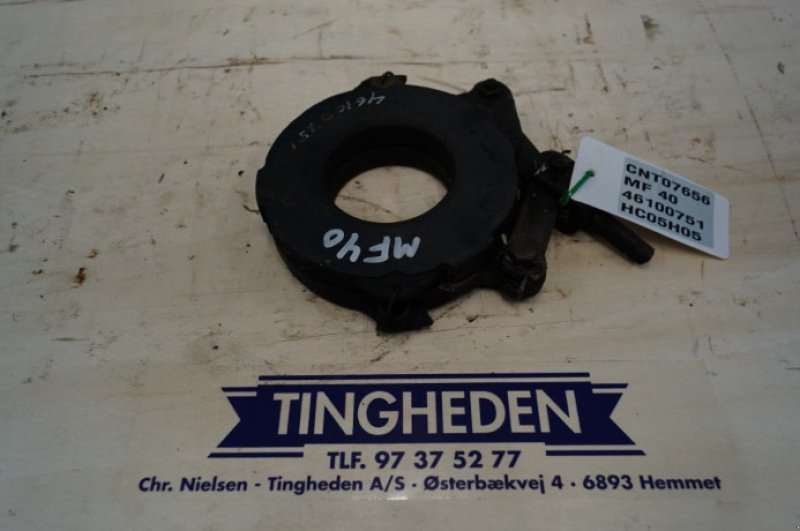 46100751
MF40
CNT07656
MF 40
46100751
HC05H05
TINGHEDEN
TLF. 97 37 52 77
Chr. Nielsen - Tingheden A/S · Østerbækvej 4 · 6893 Hemmet